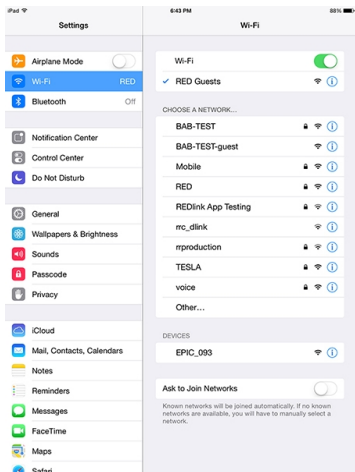 iPad 6:43 PM 88%
Settings
Wi-Fi
Airplane Mode
Wi-Fi RED
Bluetooth Off
Notification Center
Control Center
Do Not Disturb
General
Wallpapers & Brightness
Sounds
Passcode
Privacy
iCloud
Mail, Contacts, Calendars
Notes
Reminders
Messages
FaceTime
Maps
Safari
Wi-Fi
RED Guests
CHOOSE A NETWORK...
BAB-TEST
BAB-TEST-guest
Mobile
RED
REDlink App Testing
rrc_dlink
rrproduction
TESLA
voice
Other...
DEVICES
EPIC_093
Ask to Join Networks
Known networks will be joined automatically. If no known
networks are available, you will have to manually select a
network.